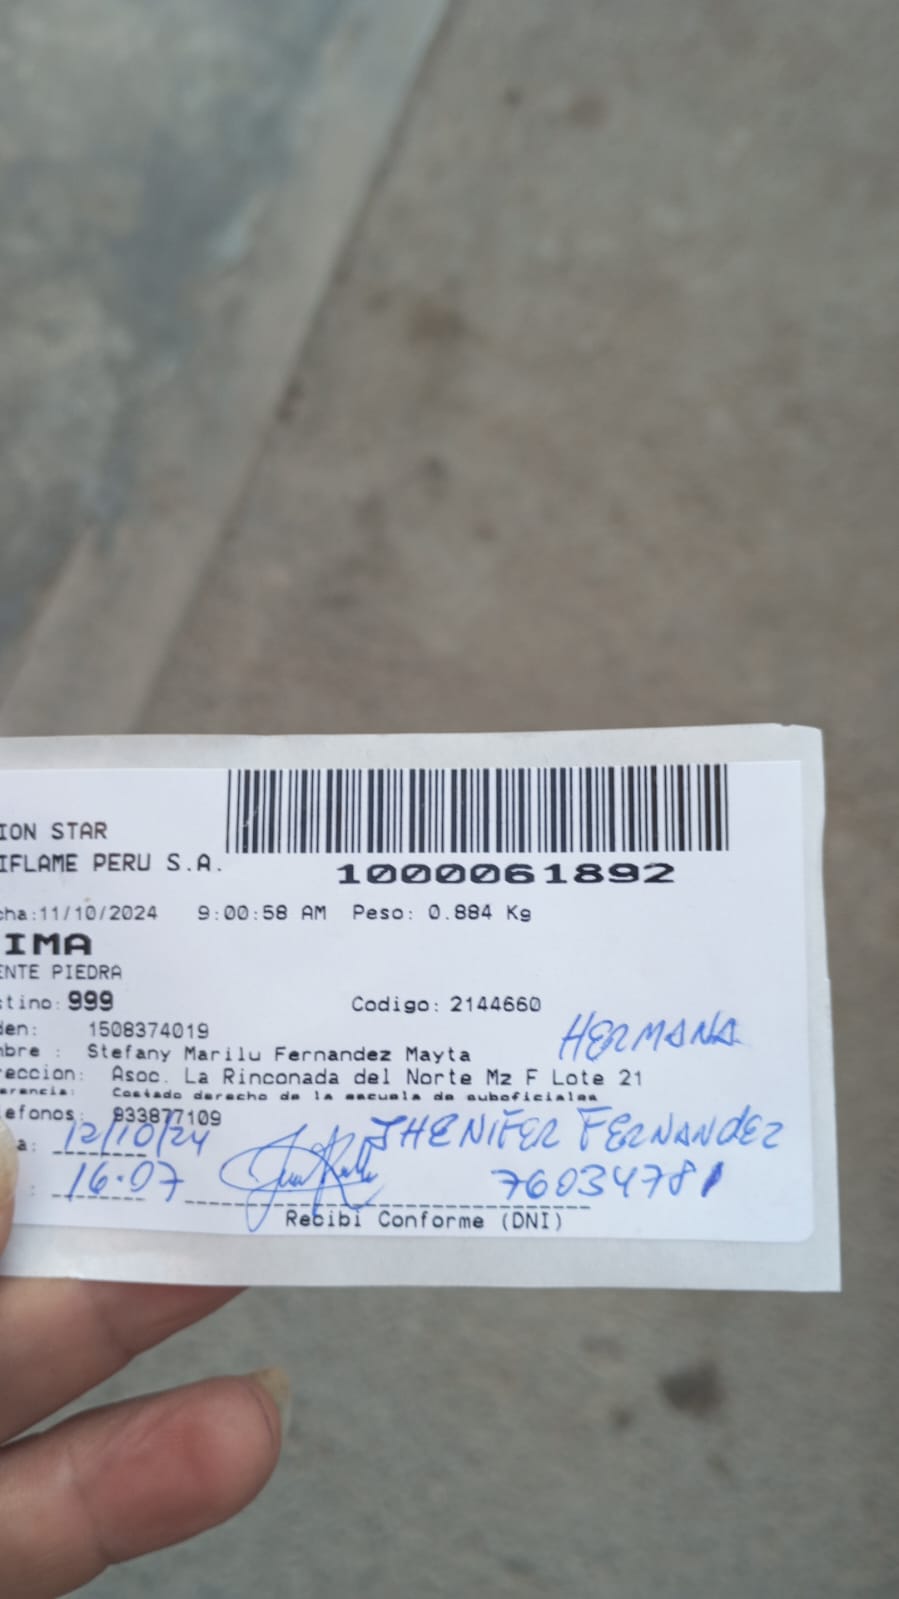 ION STAR
IFLAME PERU S.A.
1000061892
cha:11/10/2024 9:00:58 AM Peso: 0.884 Kg
IMA
ENTE PIEDRA
tino: 999 Codigo: 2144660
den: 1508374019
HERMANA
mbre : Stefany Marilu Fernandez Mayta
eccion: Asoc. La Rinconada del Norte Mz F Lote 21
erencia: Costado derecho de la escuela de suboficiales
efonos: 933877109
a: 12/10/24 JHENIFER FERNANDEZ
: 16:07 76034781
Recibi Conforme (DNI)